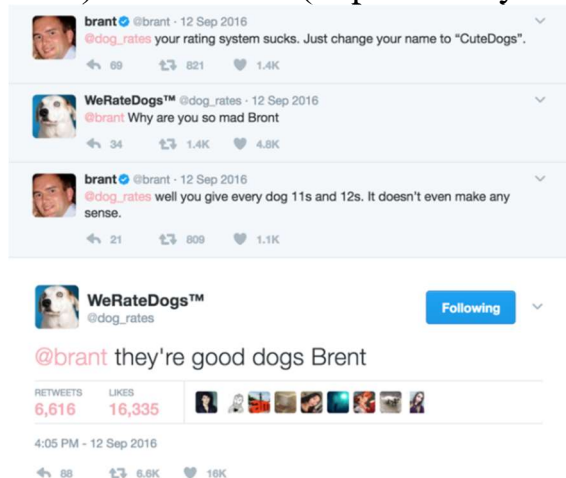 brant @brant · 12 Sep 2016
@dog_rates your rating system sucks. Just change your name to “CuteDogs”.
69 821 1.4K
WeRateDogs™ @dog_rates · 12 Sep 2016
@brant Why are you so mad Bront
34 1.4K 4.8K
brant @brant · 12 Sep 2016
@dog_rates well you give every dog 11s and 12s. It doesn't even make any
sense.
21 809 1.1K
WeRateDogs™
@dog_rates
Following
@brant they're good dogs Brent
RETWEETS LIKES
6,616 16,335
4:05 PM - 12 Sep 2016
88 6.6K 16K